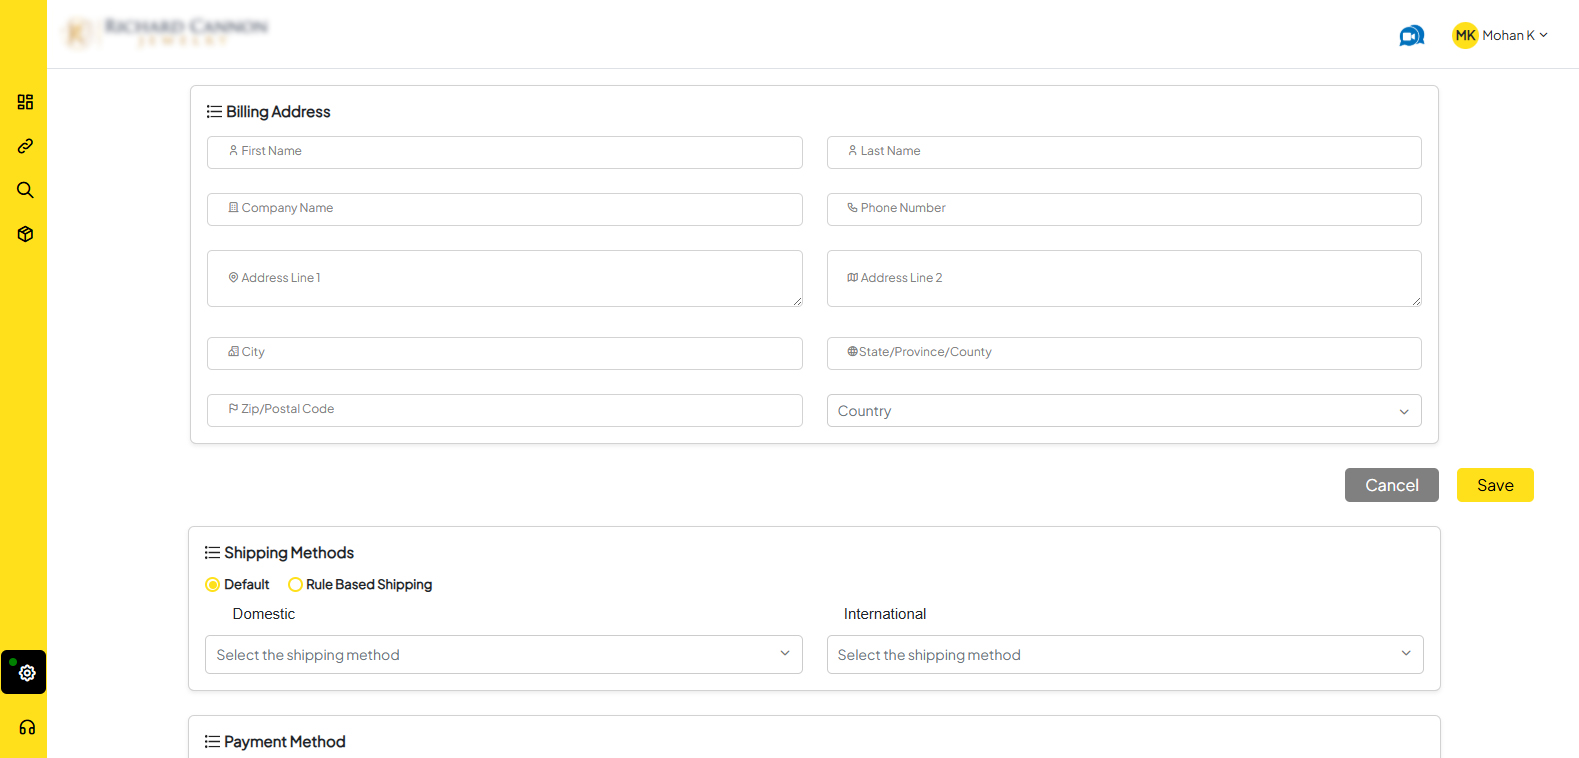 RICHARD CANNON
JEWELRY
MK Mohan K
Billing Address
First Name
Last Name
Company Name
Phone Number
Address Line 1
Address Line 2
City
State/Province/County
Zip/Postal Code
Country
Cancel
Save
Shipping Methods
Default
Rule Based Shipping
Domestic
International
Select the shipping method
Select the shipping method
Payment Method